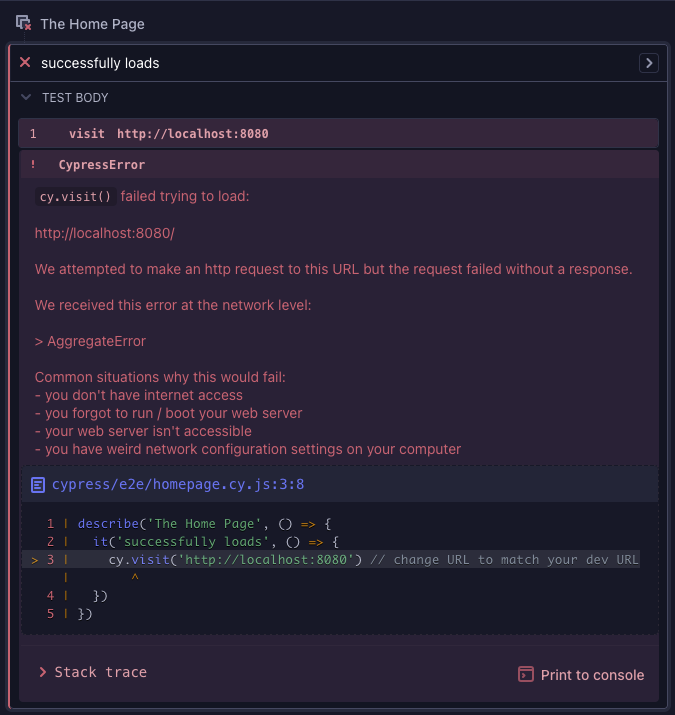 The Home Page
successfully loads
TEST BODY
1 visit http://localhost:8080
! CypressError
cy.visit() failed trying to load:
http://localhost:8080/
We attempted to make an http request to this URL but the request failed without a response.
We received this error at the network level:
> AggregateError
Common situations why this would fail:
- you don't have internet access
- you forgot to run / boot your web server
- your web server isn't accessible
- you have weird network configuration settings on your computer
cypress/e2e/homepage.cy.js:3:8
1 | describe('The Home Page', () => {
2 |   it('successfully loads', () => {
> 3 |     cy.visit('http://localhost:8080') // change URL to match your dev URL
|        ^
4 |   })
5 | })
> Stack trace
Print to console